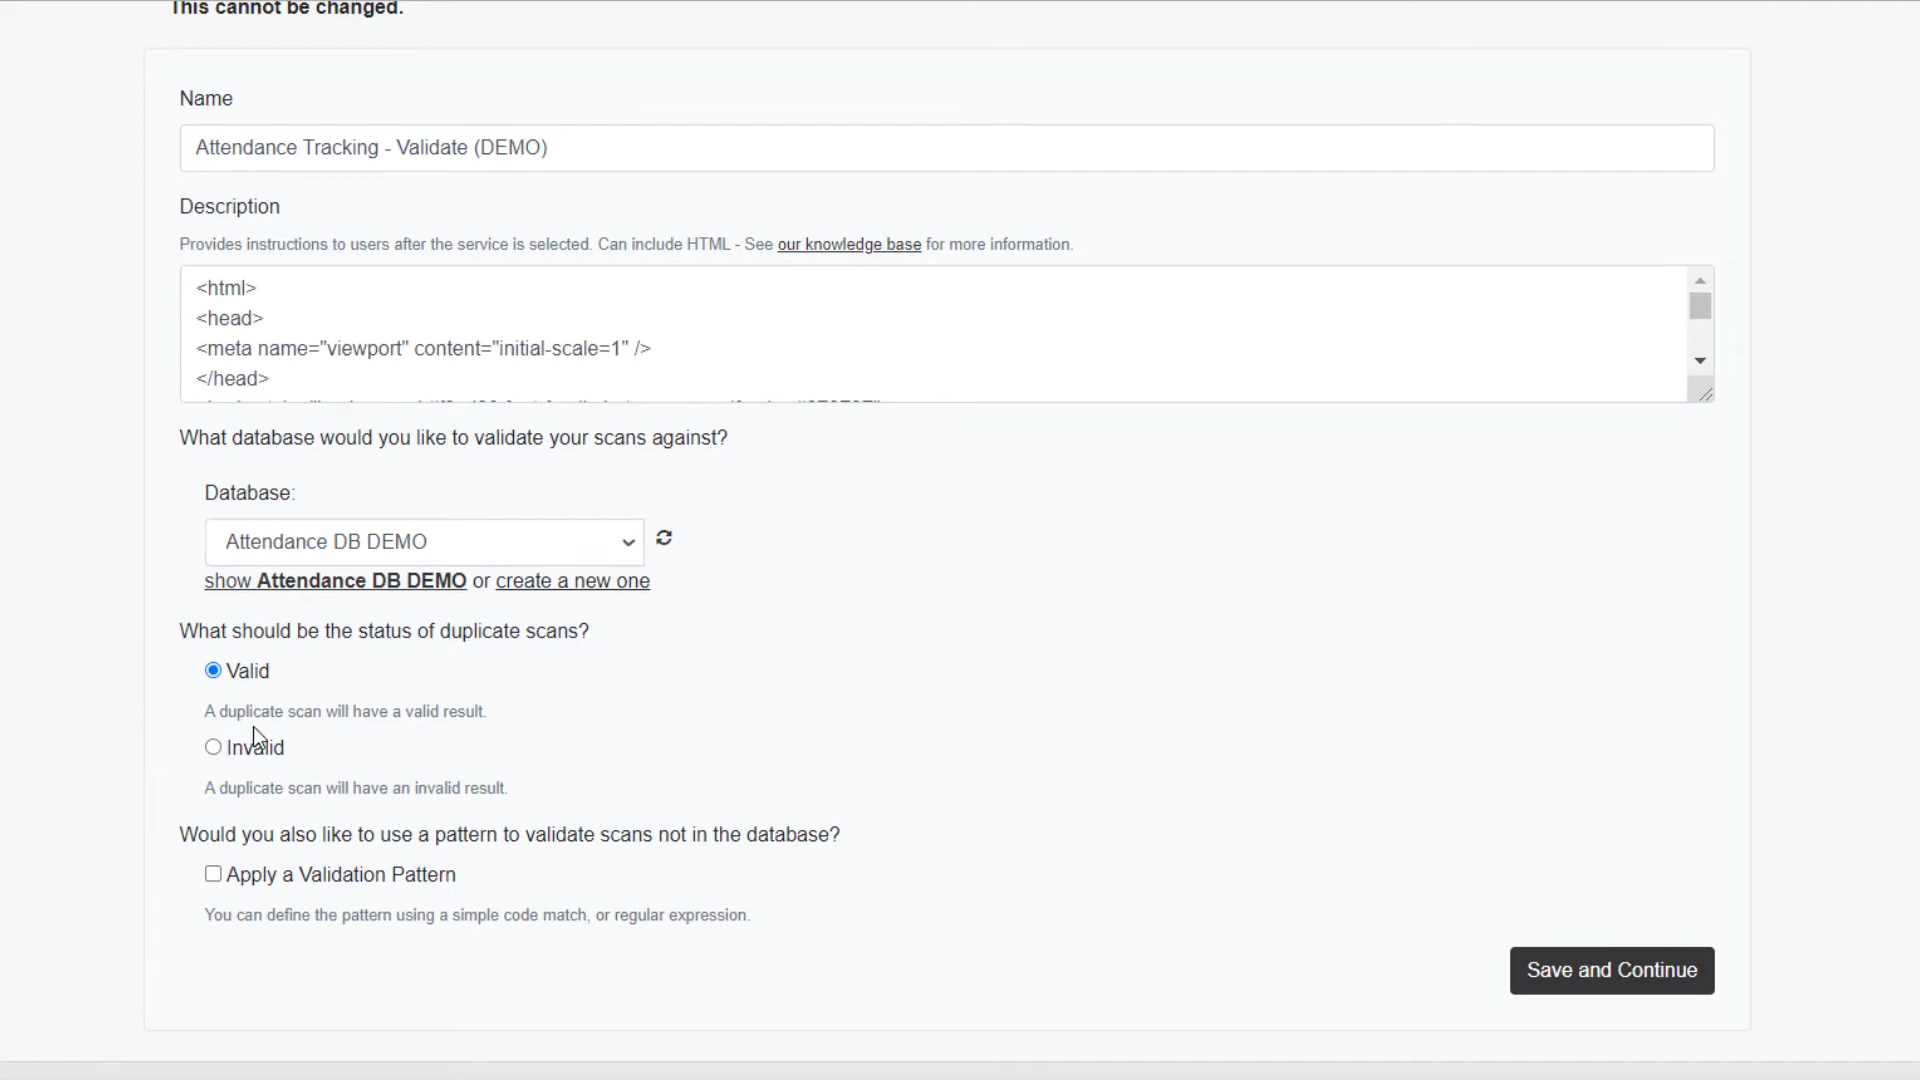 This cannot be changed.
Name
Attendance Tracking - Validate (DEMO)
Description
Provides instructions to users after the service is selected. Can include HTML - See our knowledge base for more information.
<html>
<head>
<meta name="viewport" content="initial-scale=1" />
</head>
What database would you like to validate your scans against?
Database:
Attendance DB DEMO
show Attendance DB DEMO or create a new one
What should be the status of duplicate scans?
Valid
A duplicate scan will have a valid result.
Invalid
A duplicate scan will have an invalid result.
Would you also like to use a pattern to validate scans not in the database?
Apply a Validation Pattern
You can define the pattern using a simple code match, or regular expression.
Save and Continue